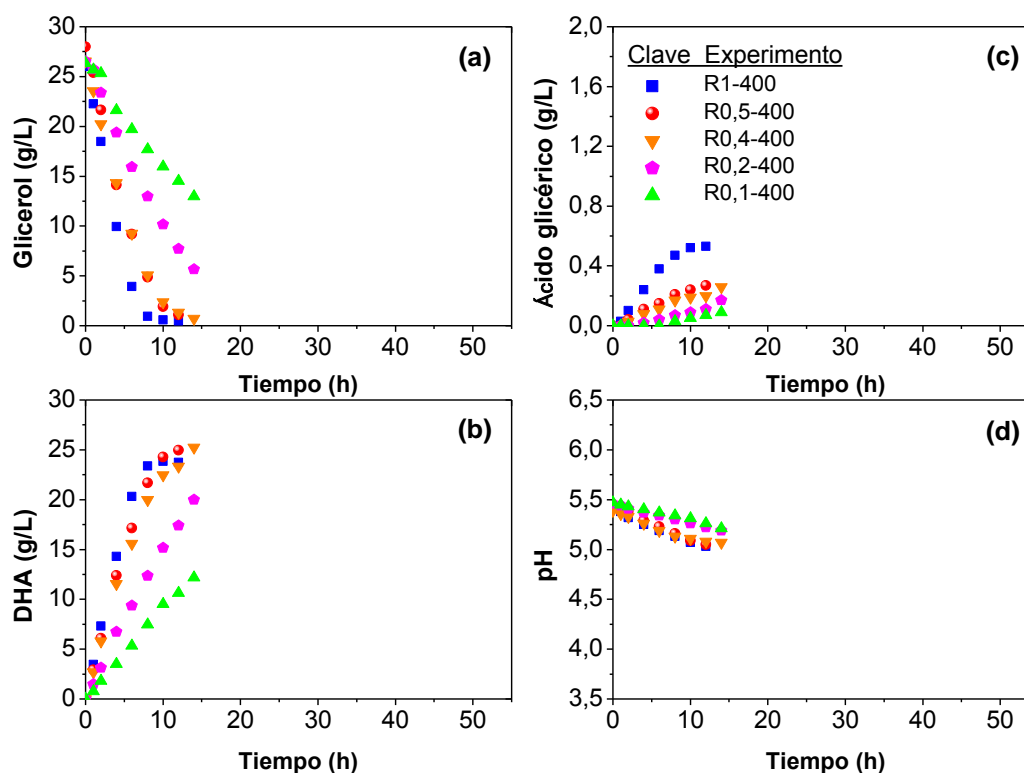 30
25
20
15
10
5
0
Glicerol (g/L)
(a)
0 10 20 30 40 50
Tiempo (h)
2,0
1,6
1,2
0,8
0,4
0,0
Ácido glicérico (g/L)
(c)
Clave Experimento
R1-400
R0,5-400
R0,4-400
R0,2-400
R0,1-400
0 10 20 30 40 50
Tiempo (h)
30
25
20
15
10
5
0
DHA (g/L)
(b)
0 10 20 30 40 50
Tiempo (h)
6,5
6,0
5,5
5,0
4,5
4,0
3,5
pH
(d)
0 10 20 30 40 50
Tiempo (h)